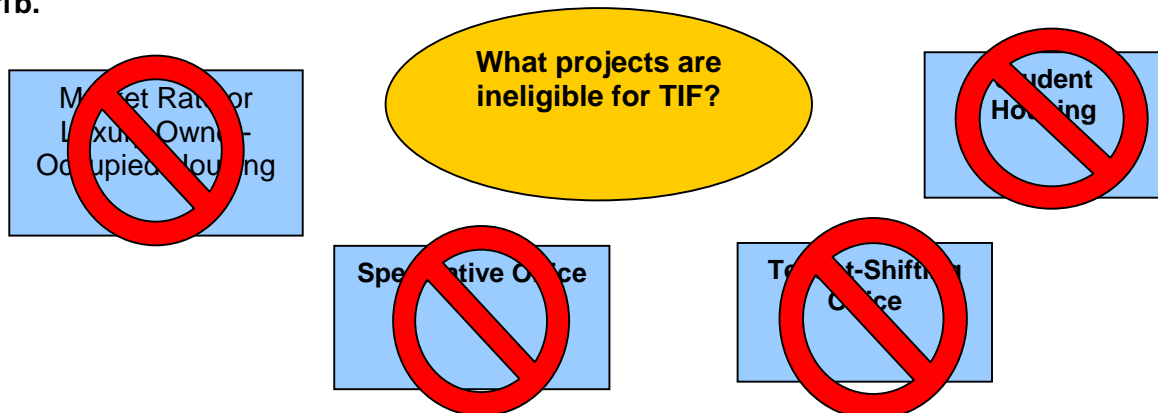 1b.
What projects are
ineligible for TIF?
Market Rate or
Luxury Owner-
Occupied Housing
Student
Housing
Speculative Office
Tenant-Shifting
Office